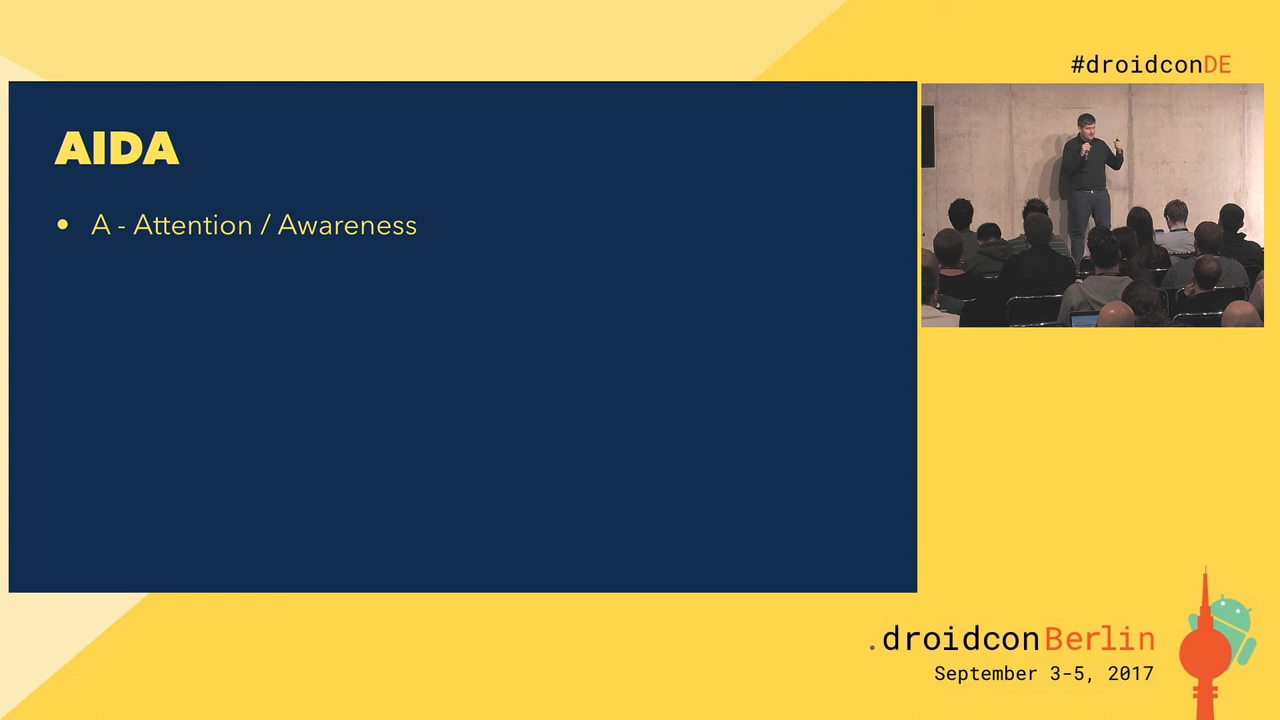 #droidconDE
AIDA
• A - Attention / Awareness
.droidconBerlin
September 3-5, 2017